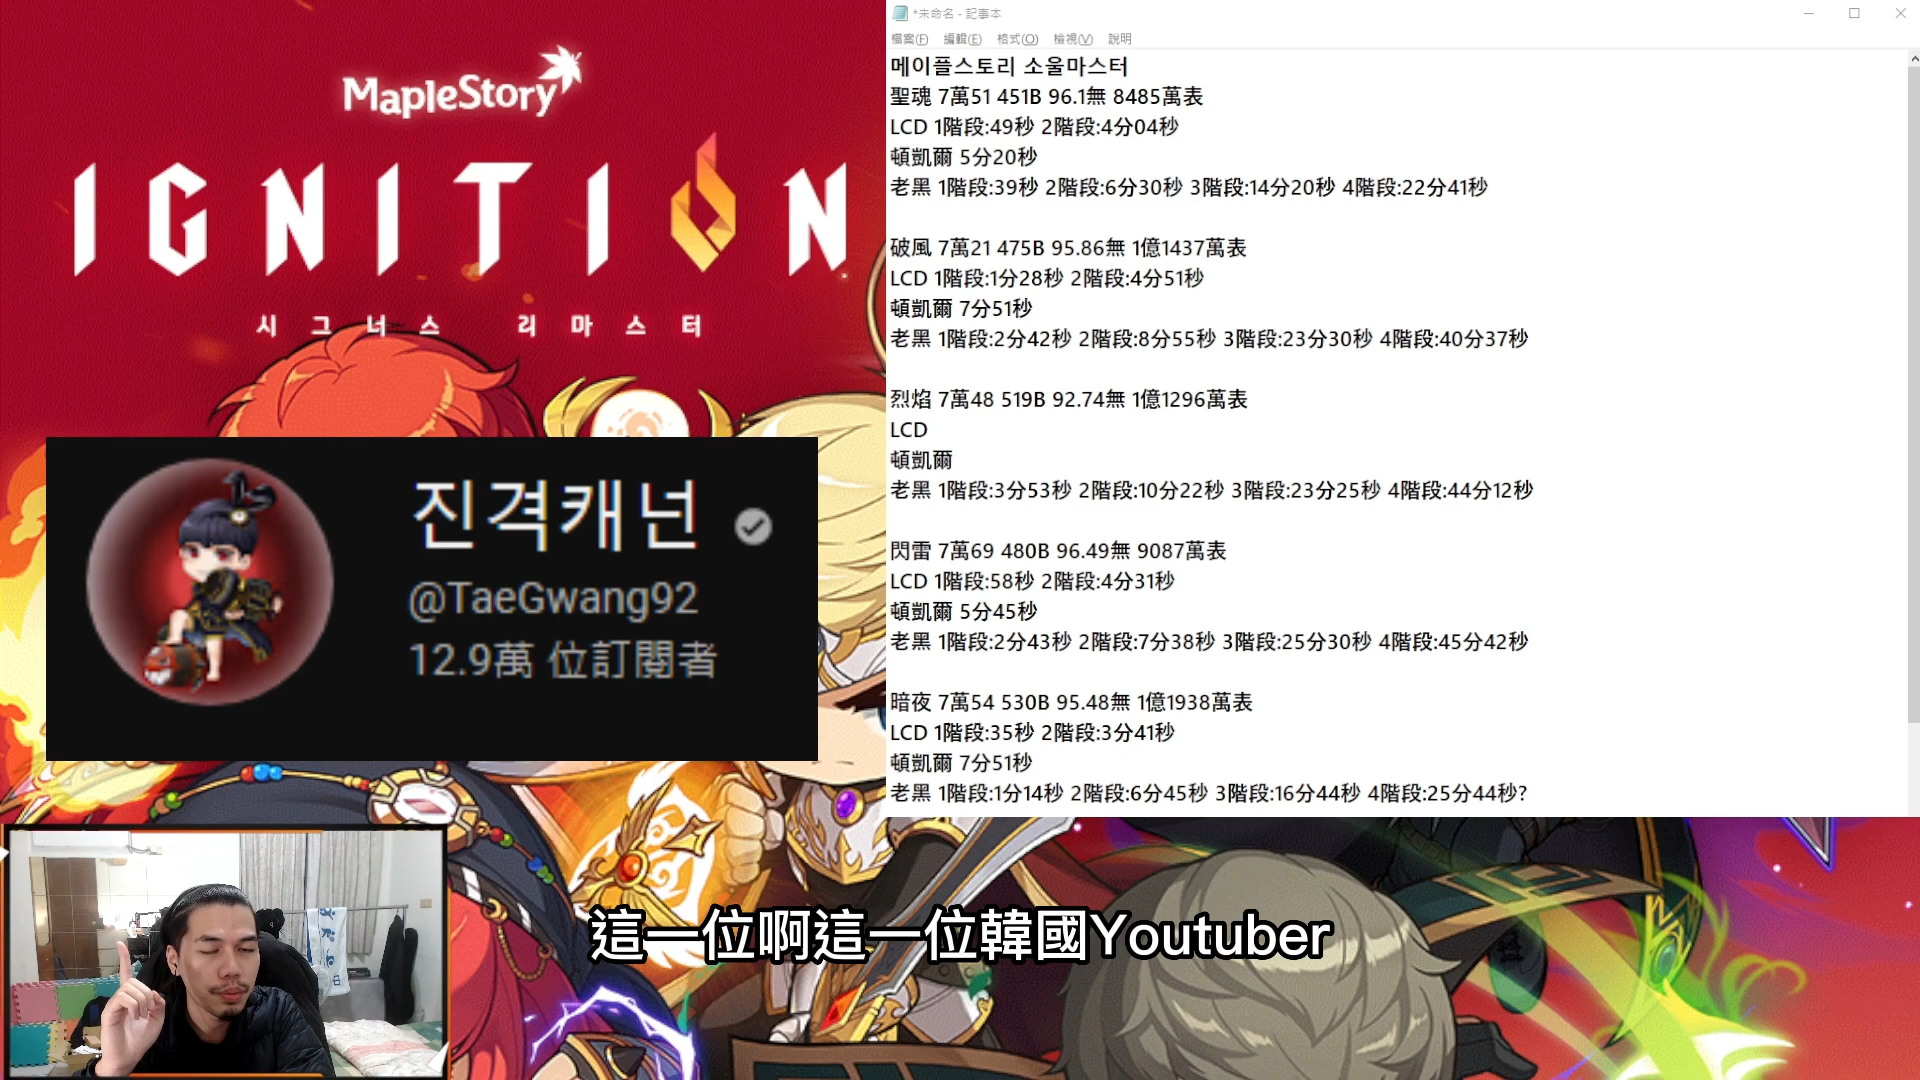 MapleStory
IGNITION
시그너스 리마스터
진격캐넌
@TaeGwang92
12.9萬 位訂閱者
*未命名 - 記事本
檔案(F) 編輯(E) 格式(O) 檢視(V) 說明
메이플스토리 소울마스터
聖魂 7萬51 451B 96.1無 8485萬表
LCD 1階段:49秒 2階段:4分04秒
頓凱爾 5分20秒
老黑 1階段:39秒 2階段:6分30秒 3階段:14分20秒 4階段:22分41秒
破風 7萬21 475B 95.86無 1億1437萬表
LCD 1階段:1分28秒 2階段:4分51秒
頓凱爾 7分51秒
老黑 1階段:2分42秒 2階段:8分55秒 3階段:23分30秒 4階段:40分37秒
烈焰 7萬48 519B 92.74無 1億1296萬表
LCD
頓凱爾
老黑 1階段:3分53秒 2階段:10分22秒 3階段:23分25秒 4階段:44分12秒
閃雷 7萬69 480B 96.49無 9087萬表
LCD 1階段:58秒 2階段:4分31秒
頓凱爾 5分45秒
老黑 1階段:2分43秒 2階段:7分38秒 3階段:25分30秒 4階段:45分42秒
暗夜 7萬54 530B 95.48無 1億1938萬表
LCD 1階段:35秒 2階段:3分41秒
頓凱爾 7分51秒
老黑 1階段:1分14秒 2階段:6分45秒 3階段:16分44秒 4階段:25分44秒?
這一位啊這一位韓國Youtuber